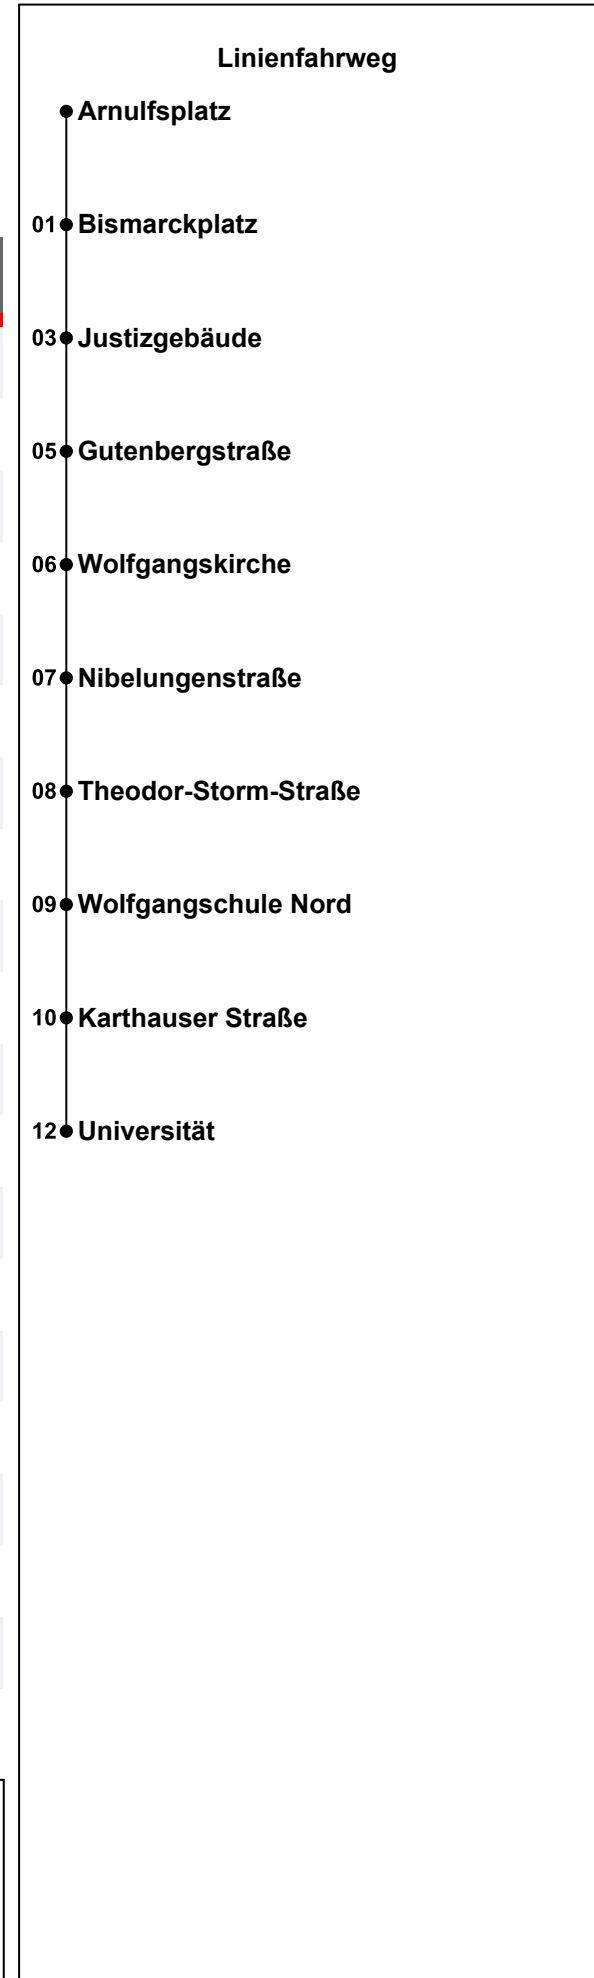 Linienfahrweg
Arnulfsplatz
01 Bismarckplatz
03 Justizgebäude
05 Gutenbergstraße
06 Wolfgangskirche
07 Nibelungenstraße
08 Theodor-Storm-Straße
09 Wolfgangschule Nord
10 Karthauser Straße
12 Universität